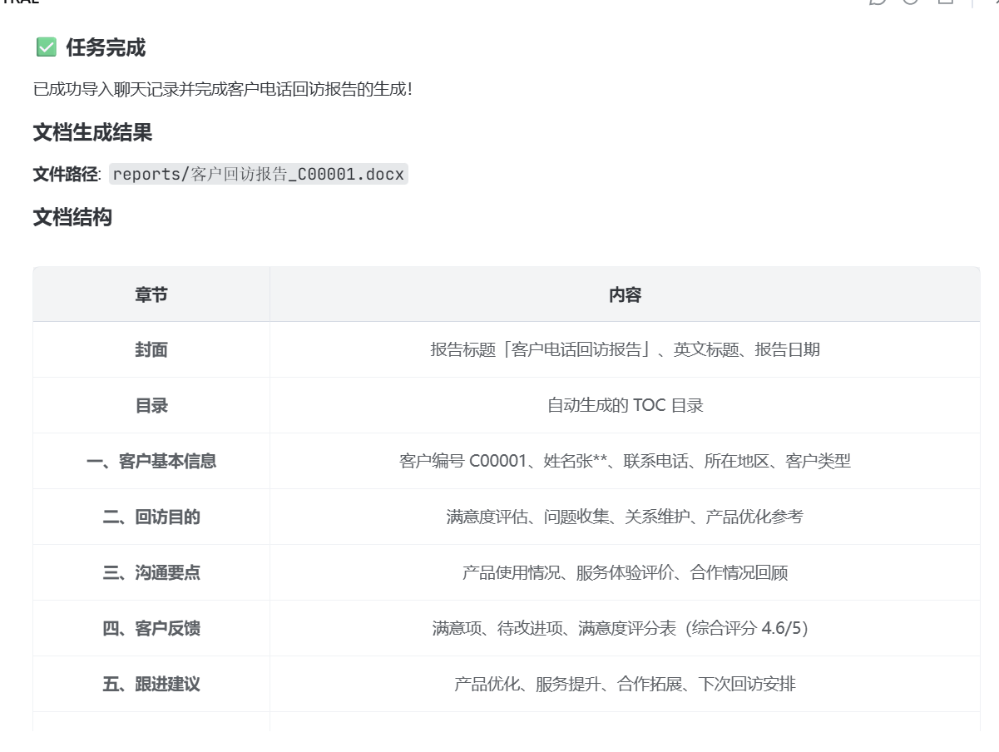 任务完成
已成功导入聊天记录并完成客户电话回访报告的生成！
文档生成结果
文件路径: reports/客户回访报告_C00001.docx
文档结构
章节 内容
封面 报告标题「客户电话回访报告」、英文标题、报告日期
目录 自动生成的 TOC 目录
一、客户基本信息 客户编号 C00001、姓名张**、联系电话、所在地区、客户类型
二、回访目的 满意度评估、问题收集、关系维护、产品优化参考
三、沟通要点 产品使用情况、服务体验评价、合作情况回顾
四、客户反馈 满意项、待改进项、满意度评分表（综合评分 4.6/5）
五、跟进建议 产品优化、服务提升、合作拓展、下次回访安排